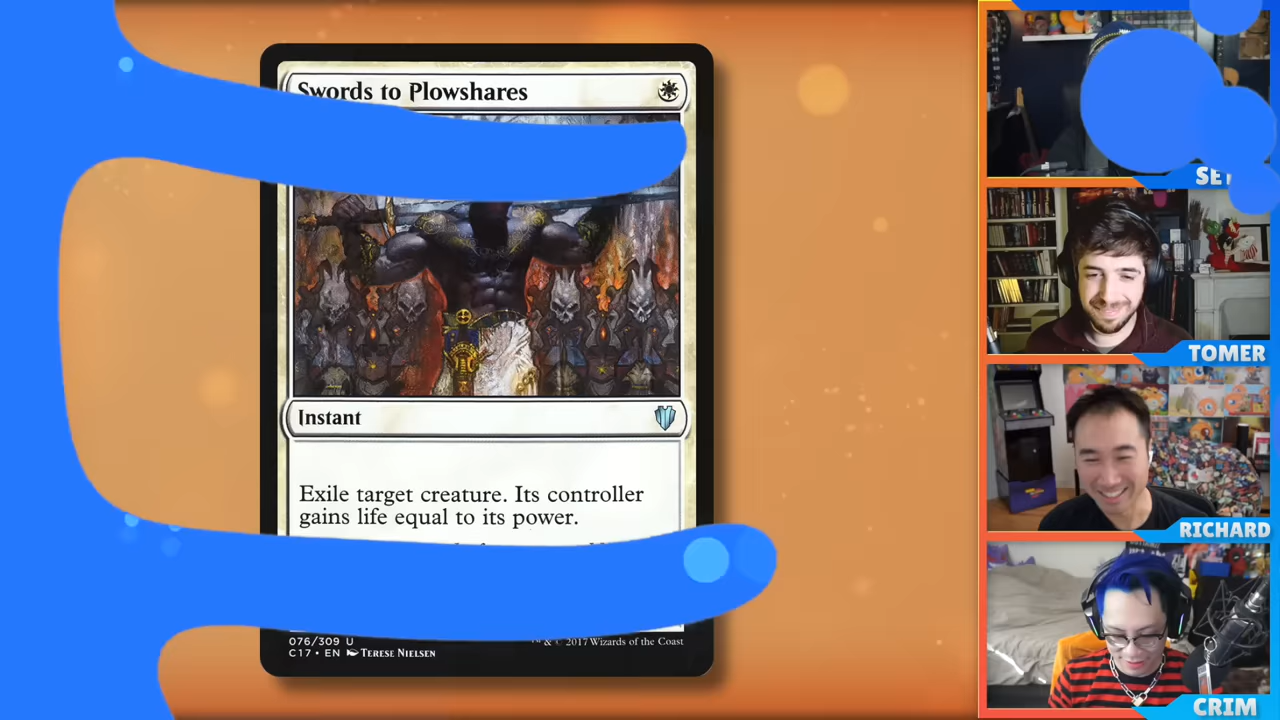 Swords to Plowshares
Instant
Exile target creature. Its controller
gains life equal to its power.
076/309 U
C17 • EN TERESE NIELSEN
™ & © 2017 Wizards of the Coast
SE
TOMER
RICHARD
CRIM